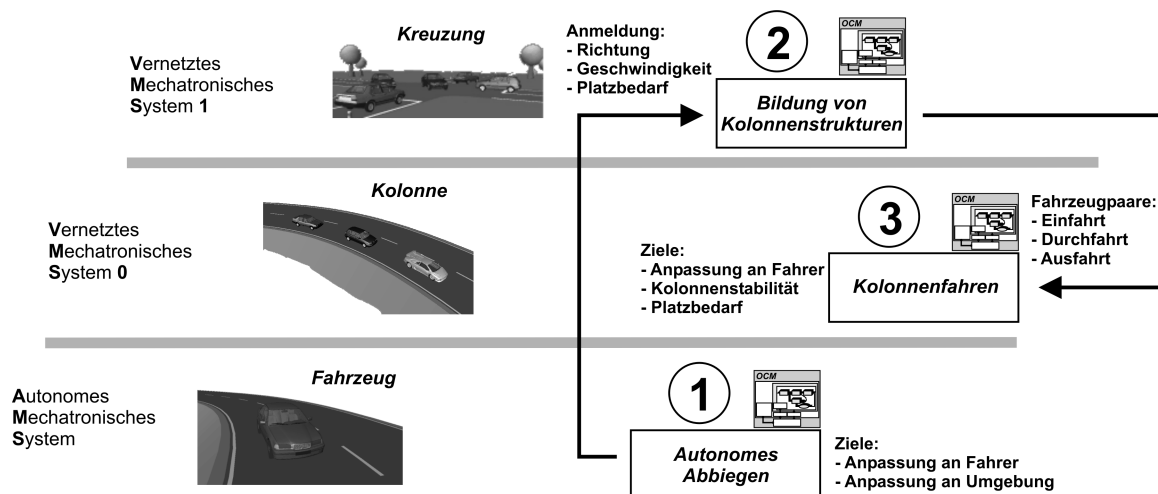 Vernetztes
Mechatronisches
System 1
Kreuzung
Anmeldung:
- Richtung
- Geschwindigkeit
- Platzbedarf
2
OCM
Bildung von
Kolonnenstrukturen
Vernetztes
Mechatronisches
System 0
Kolonne
Ziele:
- Anpassung an Fahrer
- Kolonnenstabilität
- Platzbedarf
3
OCM
Kolonnenfahren
Fahrzeugpaare:
- Einfahrt
- Durchfahrt
- Ausfahrt
Autonomes
Mechatronisches
System
Fahrzeug
1
OCM
Autonomes
Abbiegen
Ziele:
- Anpassung an Fahrer
- Anpassung an Umgebung